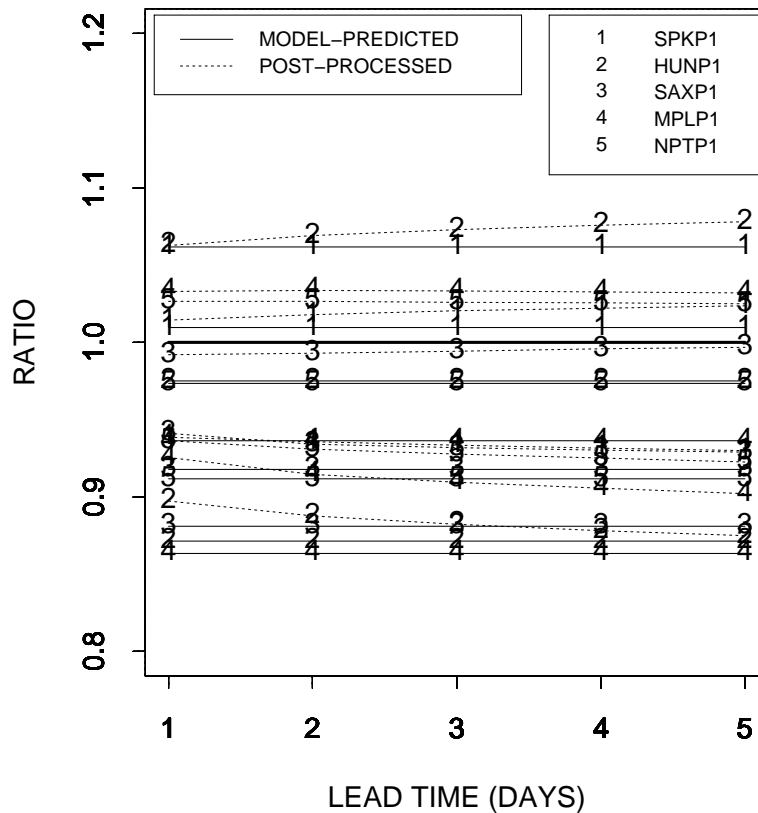 MODEL−PREDICTED
POST−PROCESSED
1 SPKP1
2 HUNP1
3 SAXP1
4 MPLP1
5 NPTP1
RATIO
1.2
1.1
1.0
0.9
0.8
1 2 3 4 5
LEAD TIME (DAYS)